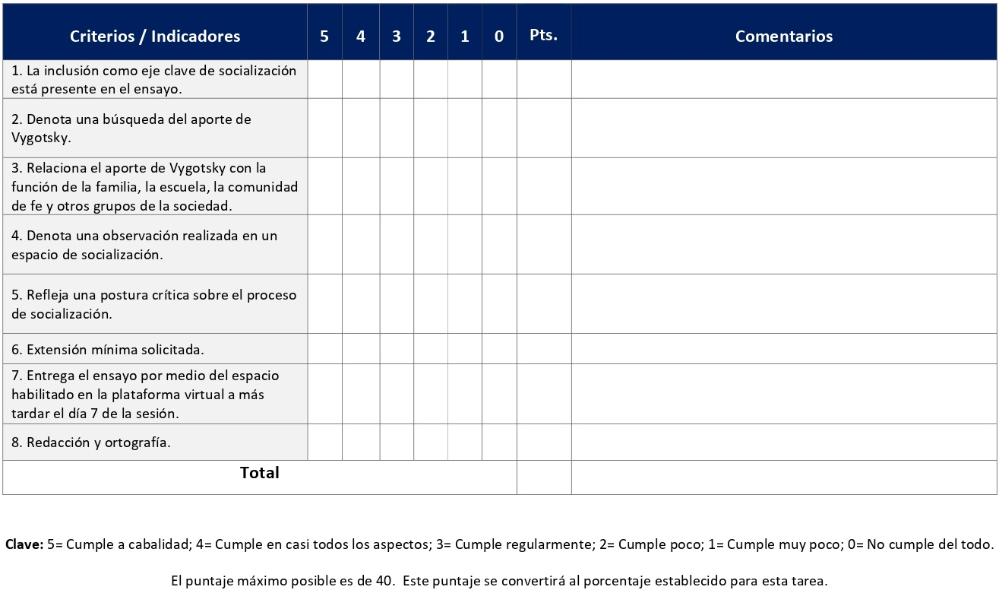 Criterios / Indicadores 5 4 3 2 1 0 Pts. Comentarios
1. La inclusión como eje clave de socialización
está presente en el ensayo.
2. Denota una búsqueda del aporte de
Vygotsky.
3. Relaciona el aporte de Vygotsky con la
función de la familia, la escuela, la comunidad
de fe y otros grupos de la sociedad.
4. Denota una observación realizada en un
espacio de socialización.
5. Refleja una postura crítica sobre el proceso
de socialización.
6. Extensión mínima solicitada.
7. Entrega el ensayo por medio del espacio
habilitado en la plataforma virtual a más
tardar el día 7 de la sesión.
8. Redacción y ortografía.
Total
Clave: 5= Cumple a cabalidad; 4= Cumple en casi todos los aspectos; 3= Cumple regularmente; 2= Cumple poco; 1= Cumple muy poco; 0= No cumple del todo.
El puntaje máximo posible es de 40. Este puntaje se convertirá al porcentaje establecido para esta tarea.